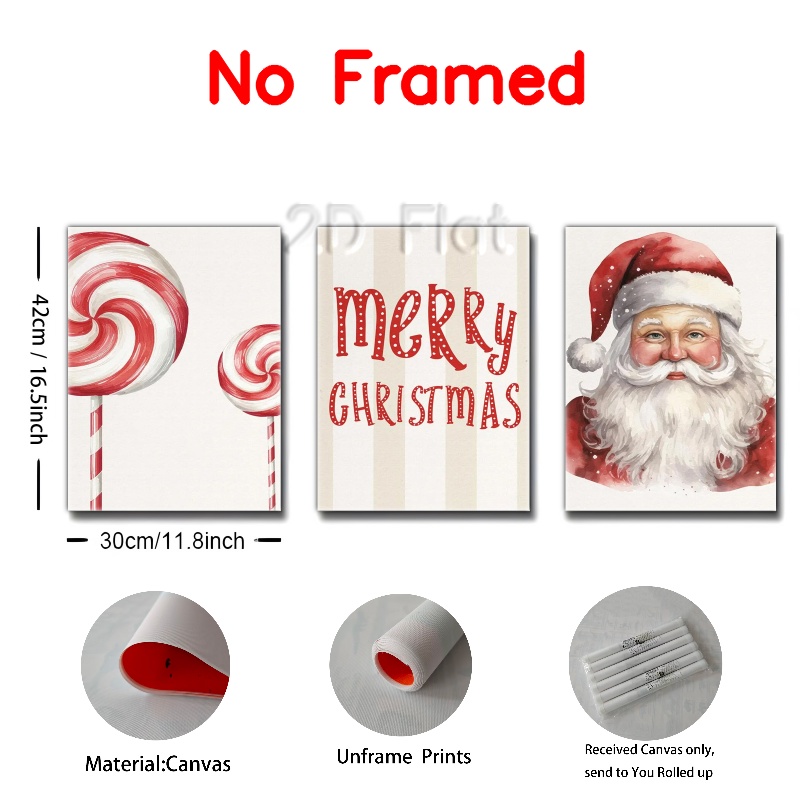 No Framed
2.D Flat
42cm / 16.5inch
MERRY
CHRISTMAS
30cm/11.8inch
Material:Canvas
Unframe Prints
Received Canvas only,
send to You Rolled up